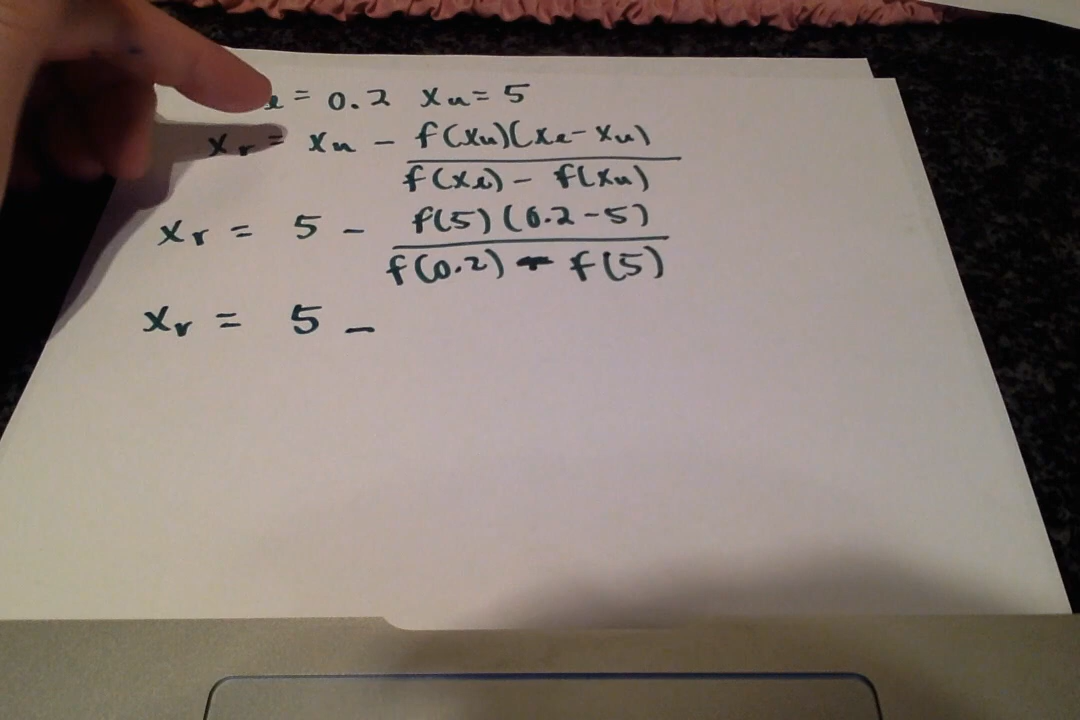 l = 0.2 xu = 5
xr = xu - f(xu)(xl - xu)
f(xl) - f(xu)
xr = 5 - f(5)(0.2 - 5)
f(0.2) - f(5)
xr = 5 -